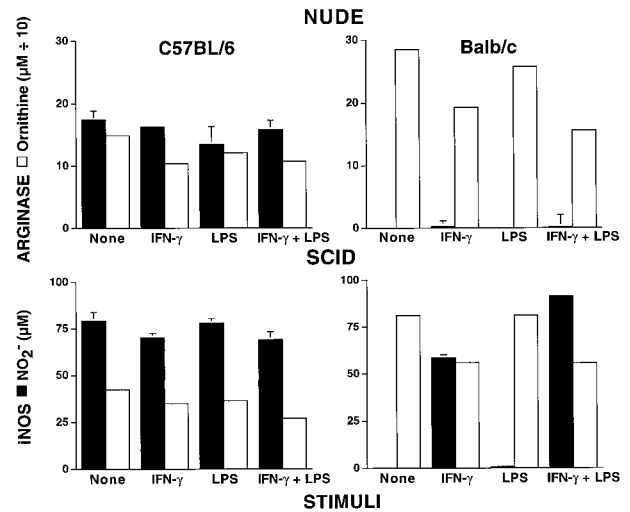 NUDE
C57BL/6
Balb/c
ARGINASE □ Ornithine (µM ÷ 10)
30
20
10
0
None IFN-γ LPS IFN-γ + LPS
30
20
10
0
None IFN-γ LPS IFN-γ + LPS
SCID
iNOS ■ NO₂⁻ (µM)
100
75
50
25
0
None IFN-γ LPS IFN-γ + LPS
100
75
50
25
0
None IFN-γ LPS IFN-γ + LPS
STIMULI